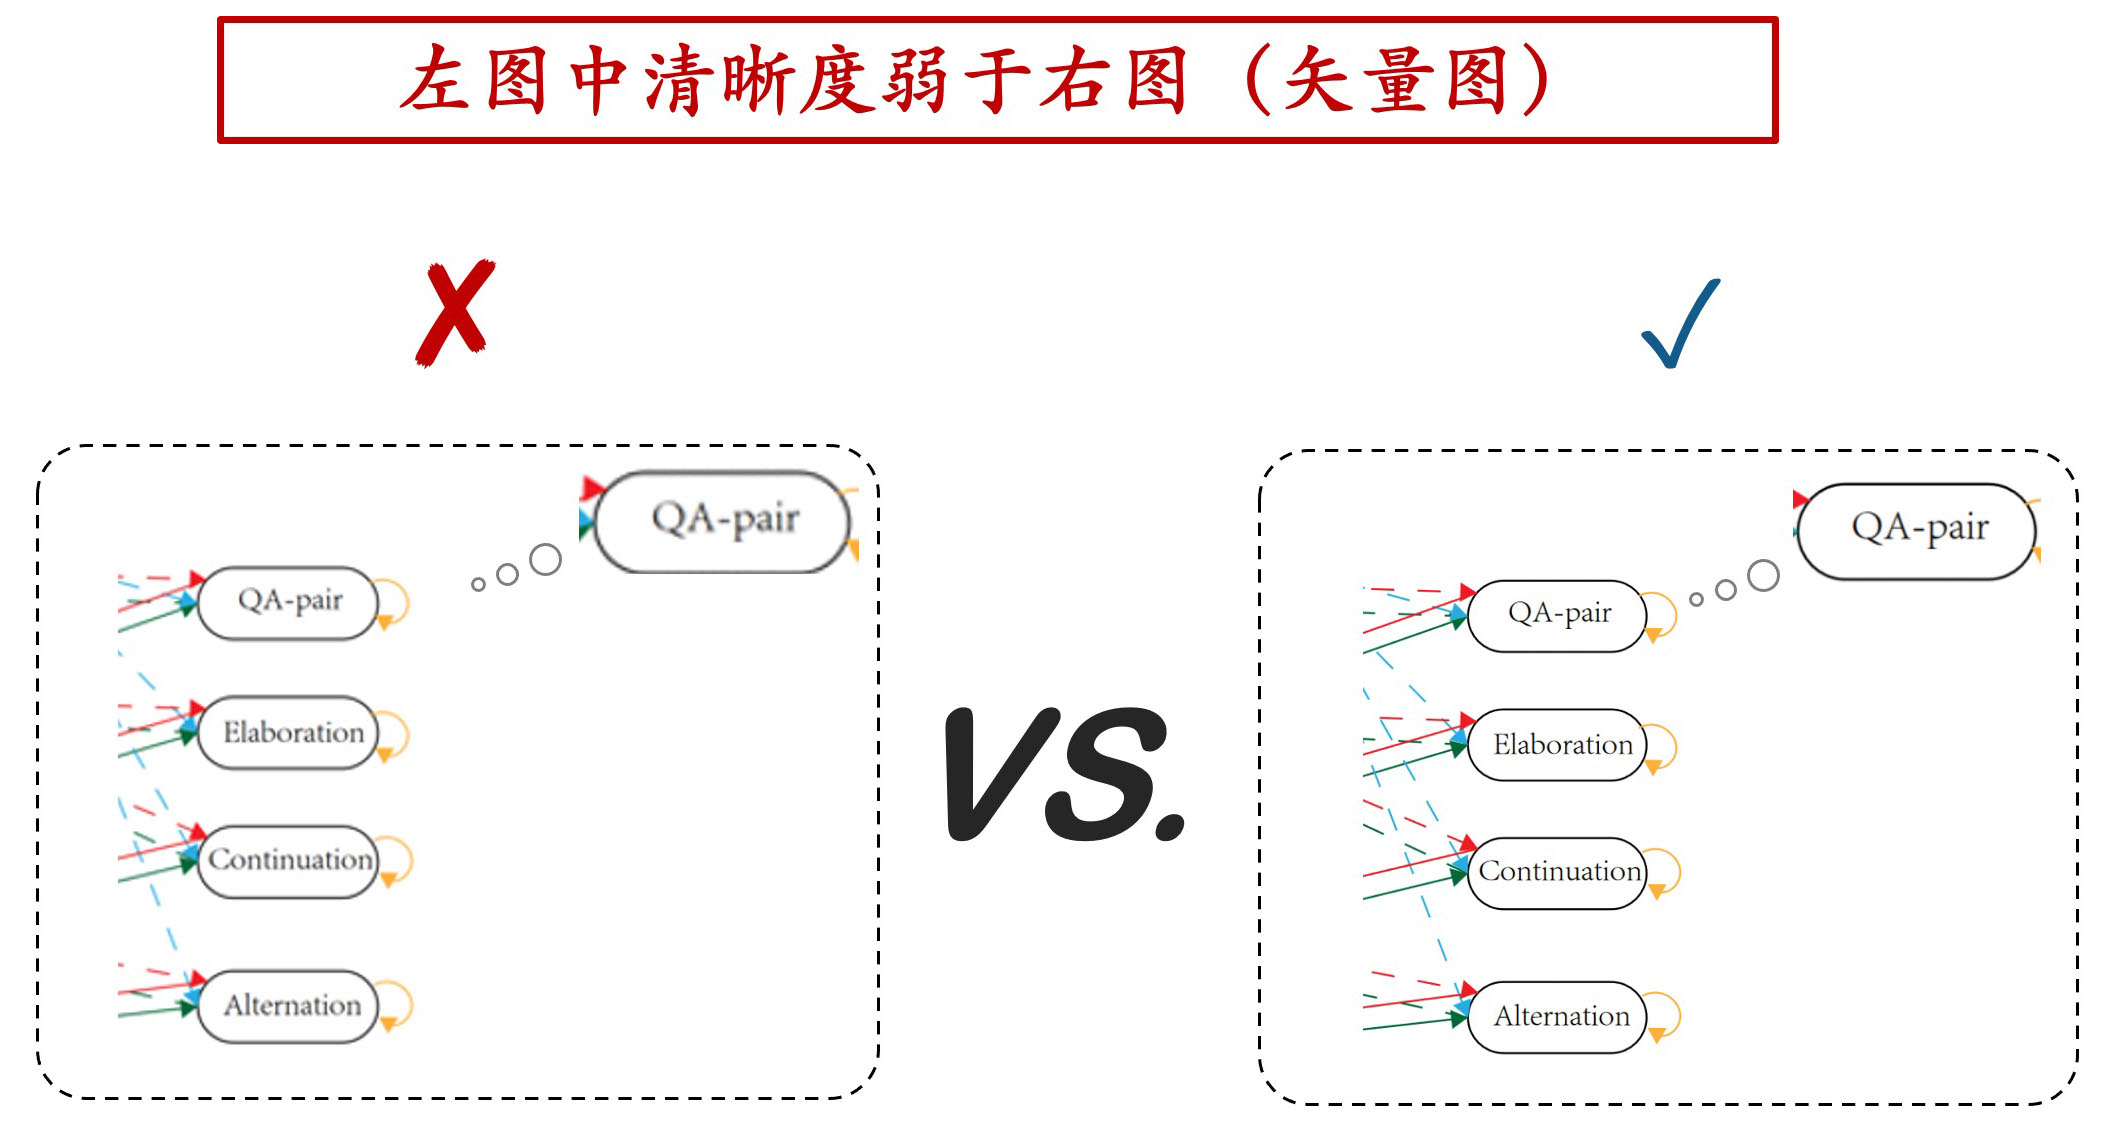 左图中清晰度弱于右图（矢量图）
✘
✓
QA-pair
QA-pair
Elaboration
Continuation
Alternation
VS.
QA-pair
QA-pair
Elaboration
Continuation
Alternation